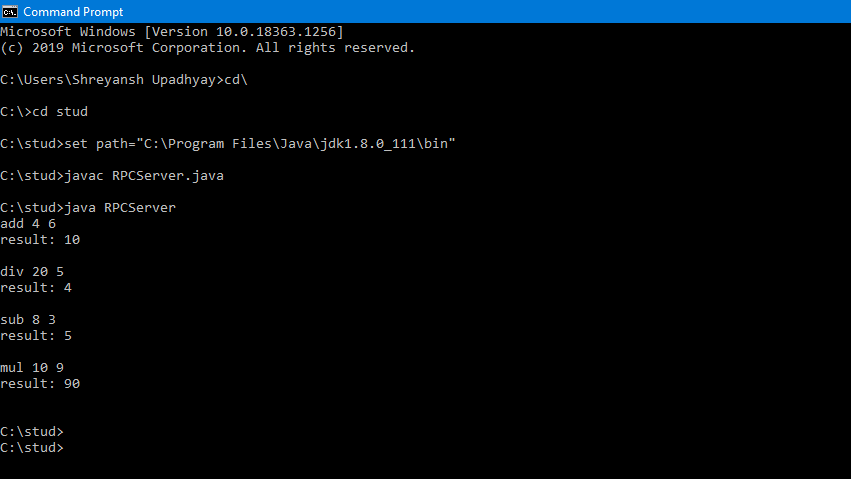 Command Prompt
Microsoft Windows [Version 10.0.18363.1256]
(c) 2019 Microsoft Corporation. All rights reserved.
C:\Users\Shreyansh Upadhyay>cd\
C:\>cd stud
C:\stud>set path="C:\Program Files\Java\jdk1.8.0_111\bin"
C:\stud>javac RPCServer.java
C:\stud>java RPCServer
add 4 6
result: 10
div 20 5
result: 4
sub 8 3
result: 5
mul 10 9
result: 90
C:\stud>
C:\stud>